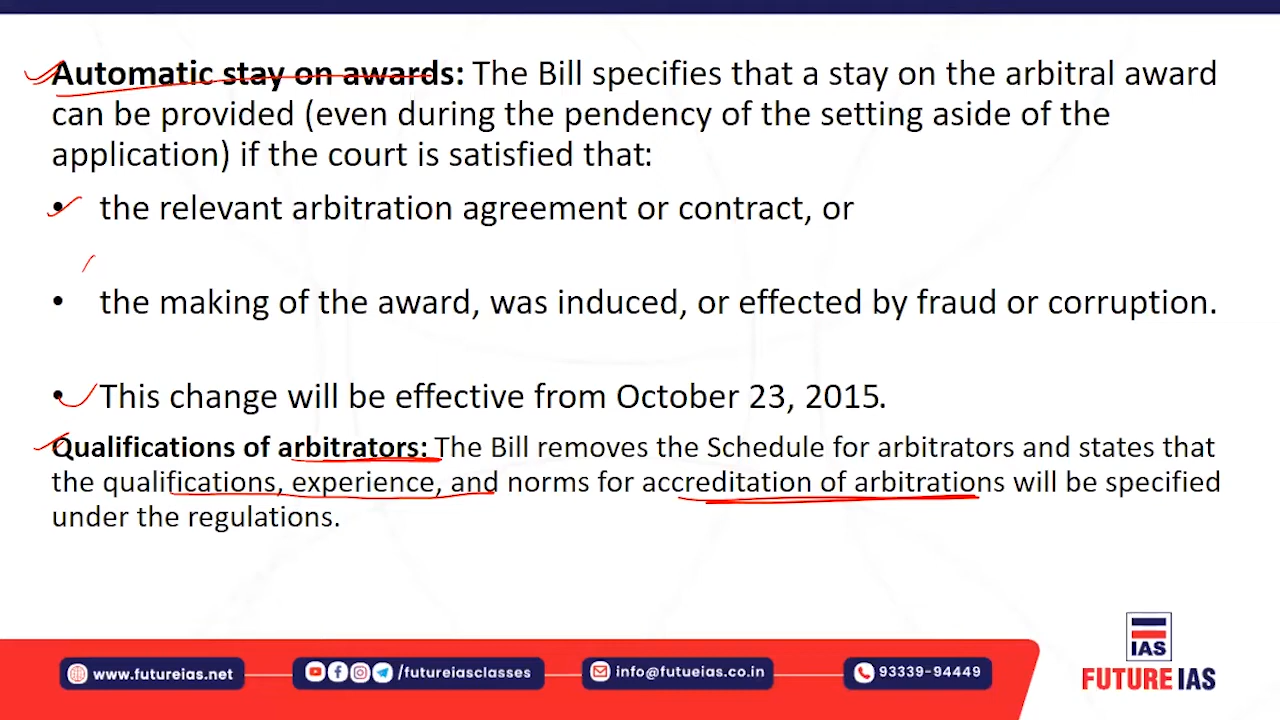 Automatic stay on awards: The Bill specifies that a stay on the arbitral award
can be provided (even during the pendency of the setting aside of the
application) if the court is satisfied that:
• the relevant arbitration agreement or contract, or
• the making of the award, was induced, or effected by fraud or corruption.
• This change will be effective from October 23, 2015.
Qualifications of arbitrators: The Bill removes the Schedule for arbitrators and states that
the qualifications, experience, and norms for accreditation of arbitrations will be specified
under the regulations.
IAS
www.futureias.net
/futureiasclasses
info@futueias.co.in
93339-94449
FUTURE IAS